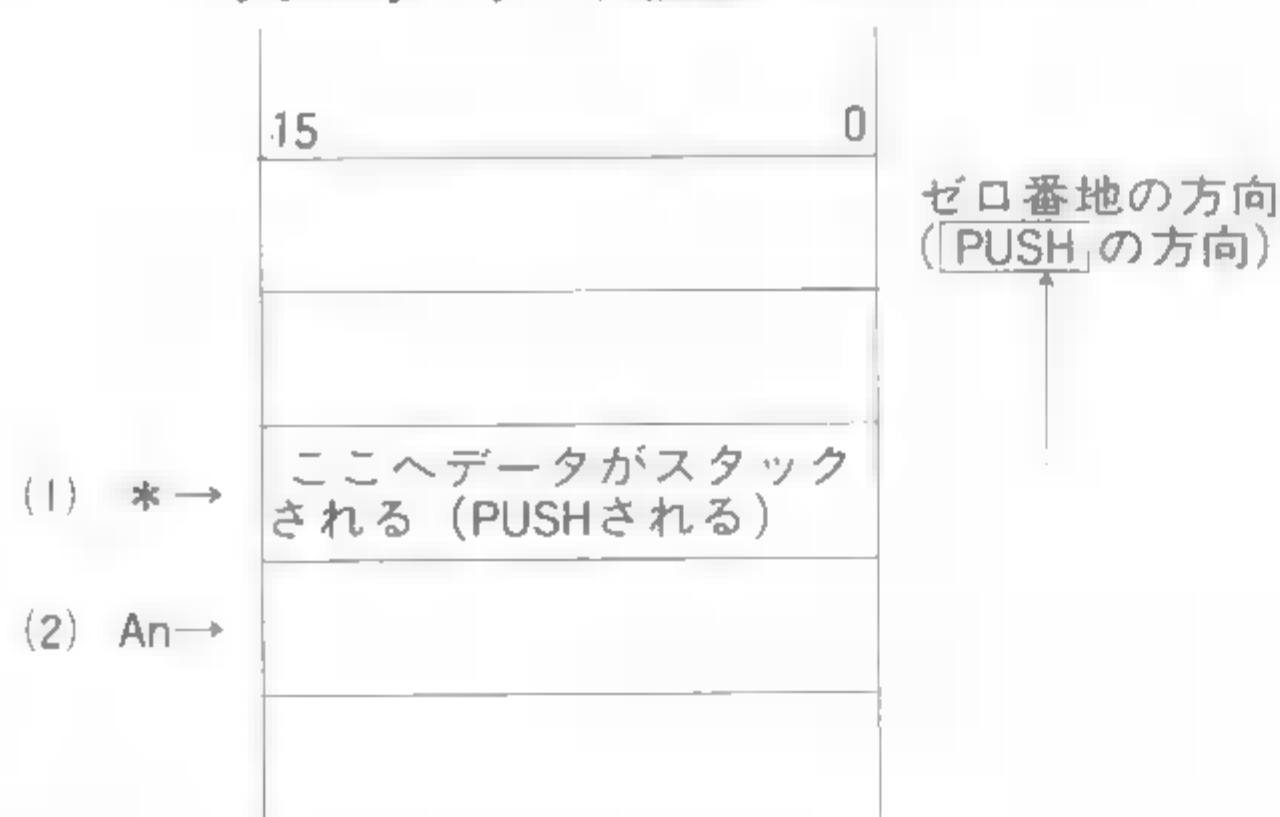 15 0
ゼロ番地の方向
(PUSHの方向)
ここへデータがスタック
(1) *→
される (PUSHされる)
(2) An→